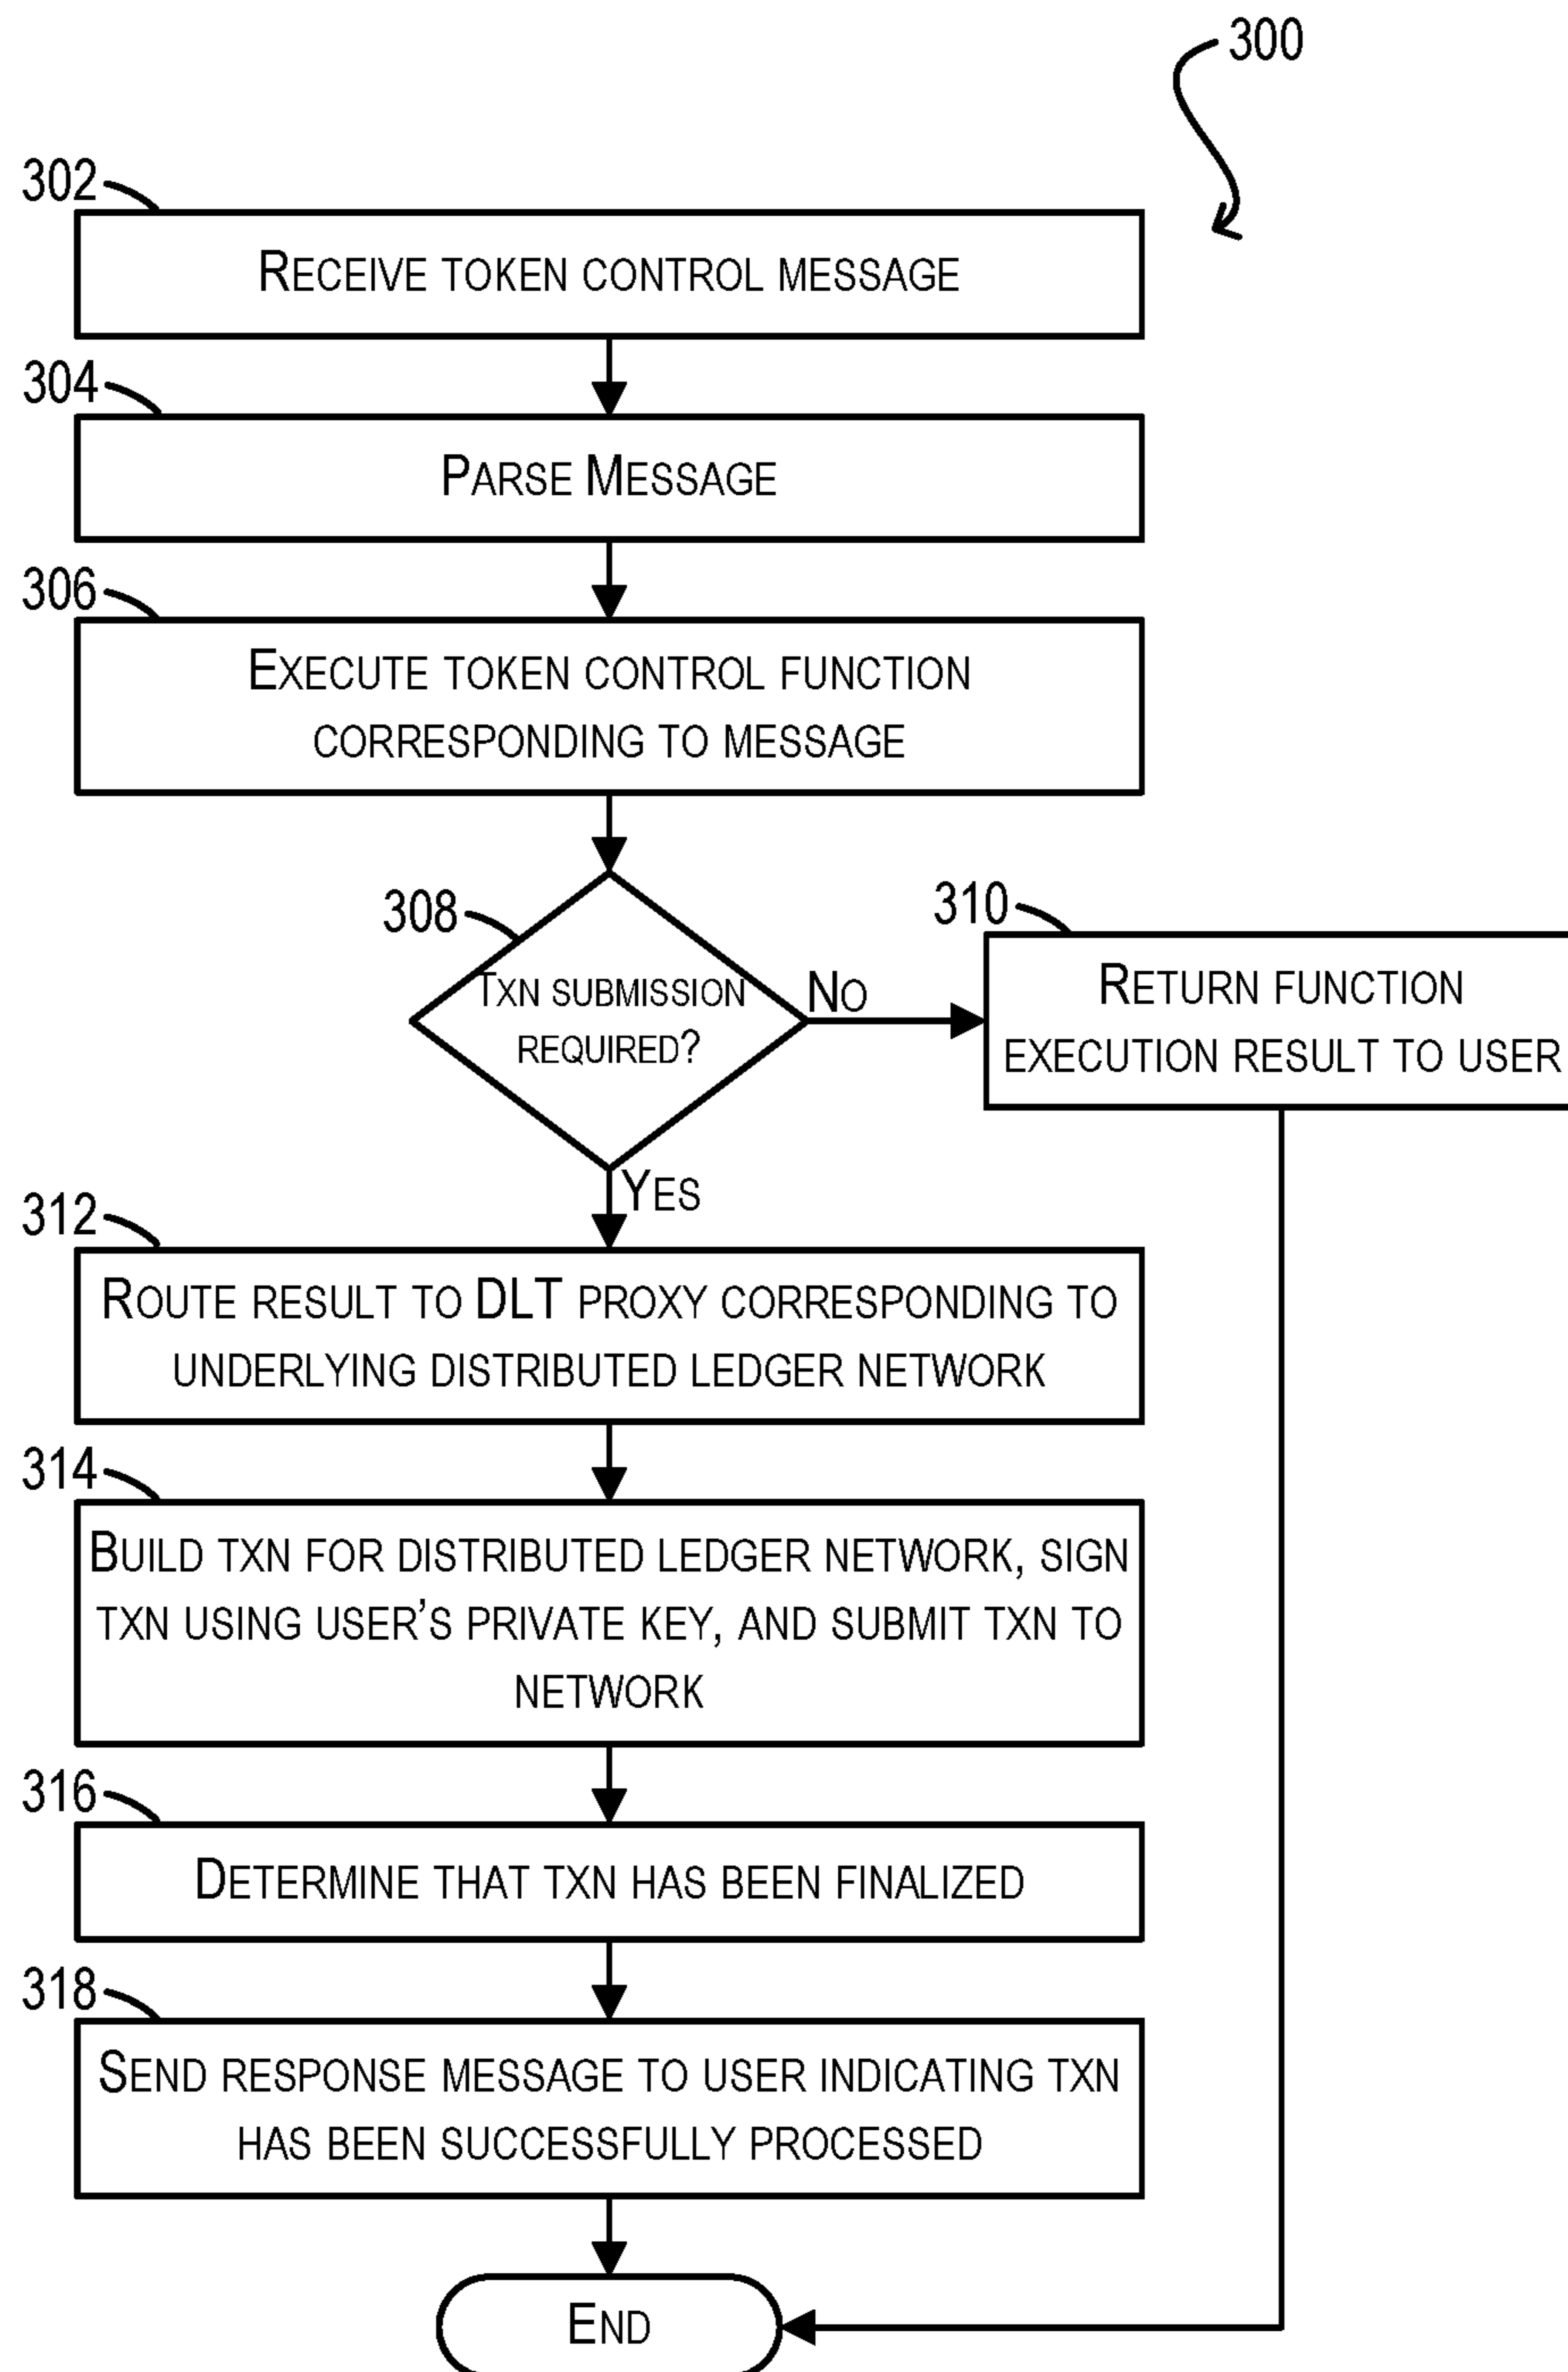 300
302
RECEIVE TOKEN CONTROL MESSAGE
304
PARSE MESSAGE
306
EXECUTE TOKEN CONTROL FUNCTION
CORRESPONDING TO MESSAGE
308
TXN SUBMISSION
REQUIRED?
NO
310
RETURN FUNCTION
EXECUTION RESULT TO USER
YES
312
ROUTE RESULT TO DLT PROXY CORRESPONDING TO
UNDERLYING DISTRIBUTED LEDGER NETWORK
314
BUILD TXN FOR DISTRIBUTED LEDGER NETWORK, SIGN
TXN USING USER’S PRIVATE KEY, AND SUBMIT TXN TO
NETWORK
316
DETERMINE THAT TXN HAS BEEN FINALIZED
318
SEND RESPONSE MESSAGE TO USER INDICATING TXN
HAS BEEN SUCCESSFULLY PROCESSED
END